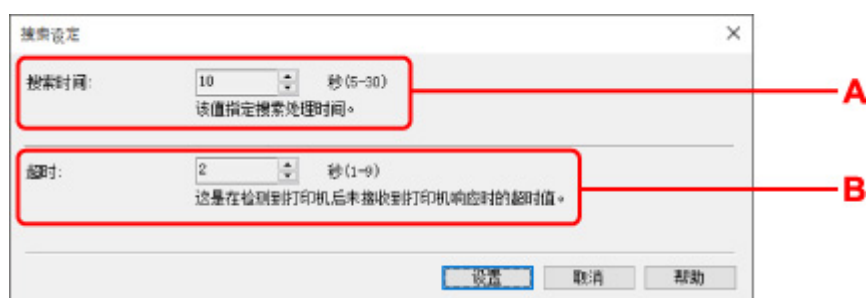 搜索设定
搜索时间: 10 秒(5-30)
该值指定搜索处理时间。
A
超时: 2 秒(1-9)
这是在检测到打印机后未接收到打印机响应时的超时值。
B
设置 取消 帮助